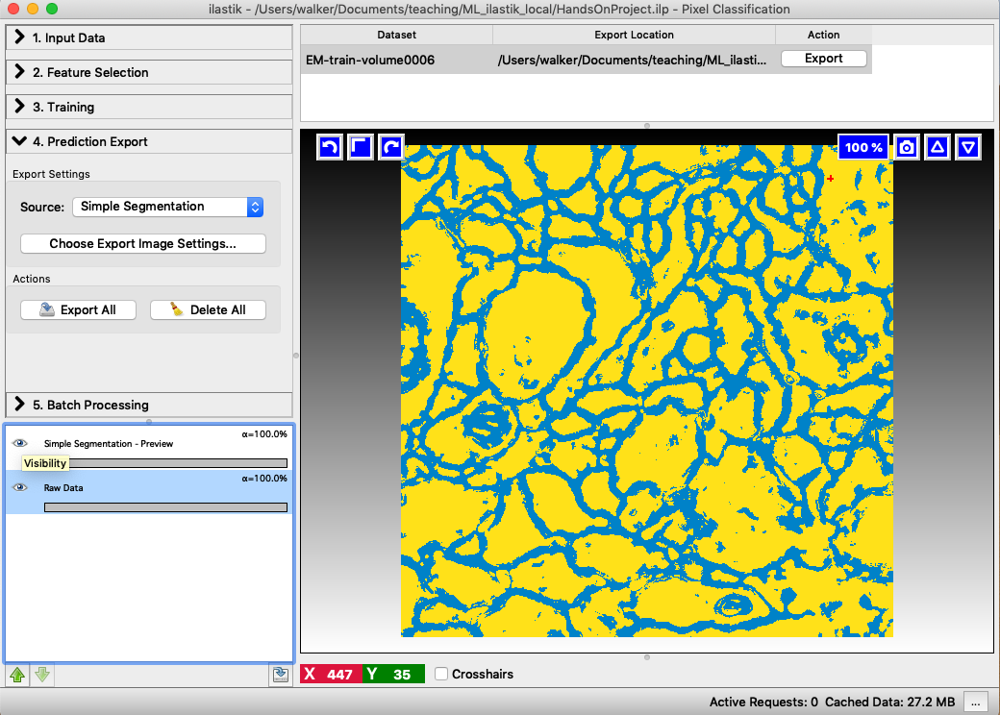 ilastik - /Users/walker/Documents/teaching/ML_ilastik_local/HandsOnProject.ilp - Pixel Classification
1. Input Data
2. Feature Selection
3. Training
4. Prediction Export
Export Settings
Source: Simple Segmentation
Choose Export Image Settings...
Actions
Export All Delete All
5. Batch Processing
α=100.0%
Simple Segmentation - Preview
Visibility
α=100.0%
Raw Data
Dataset Export Location Action
EM-train-volume0006 /Users/walker/Documents/teaching/ML_ilasti... Export
100 %
X 447 Y 35 Crosshairs
Active Requests: 0 Cached Data: 27.2 MB ...